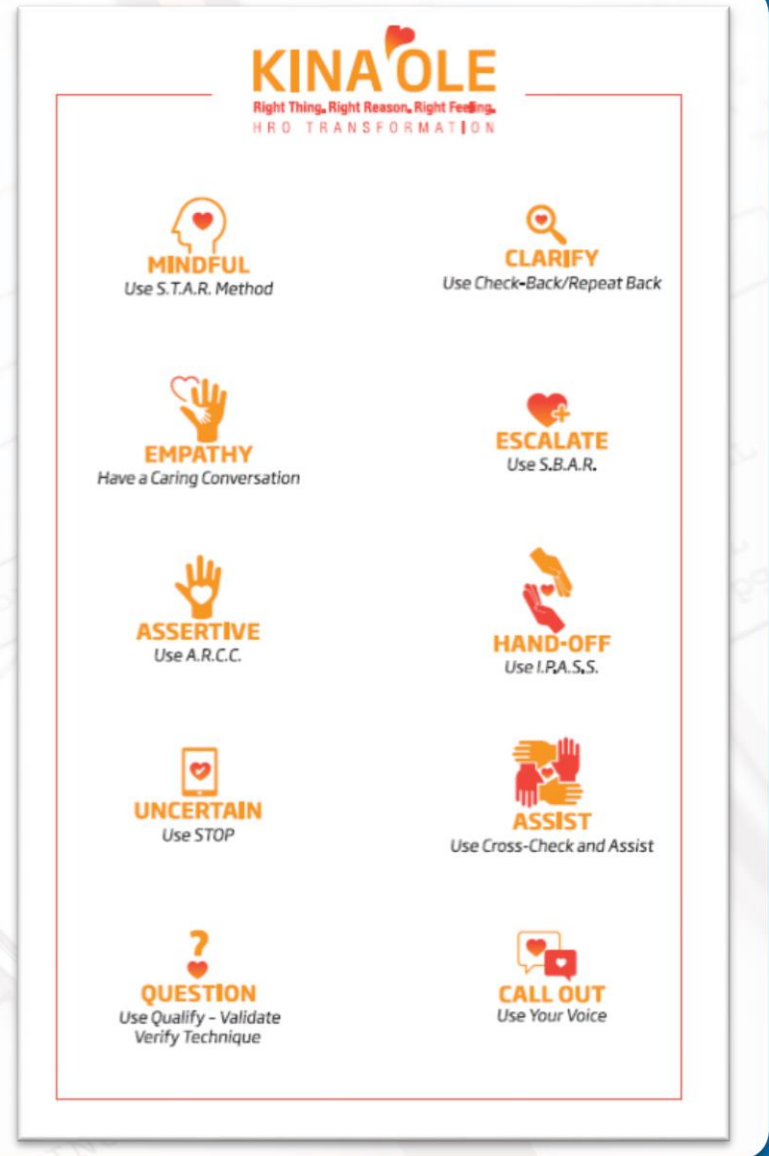 KINA'OLE
Right Thing. Right Reason. Right Feeling.
HRO TRANSFORMATION
MINDFUL
Use S.T.A.R. Method
CLARIFY
Use Check-Back/Repeat Back
EMPATHY
Have a Caring Conversation
ESCALATE
Use S.B.A.R.
ASSERTIVE
Use A.R.C.C.
HAND-OFF
Use I.P.A.S.S.
UNCERTAIN
Use STOP
ASSIST
Use Cross-Check and Assist
?
QUESTION
Use Qualify – Validate
Verify Technique
CALL OUT
Use Your Voice